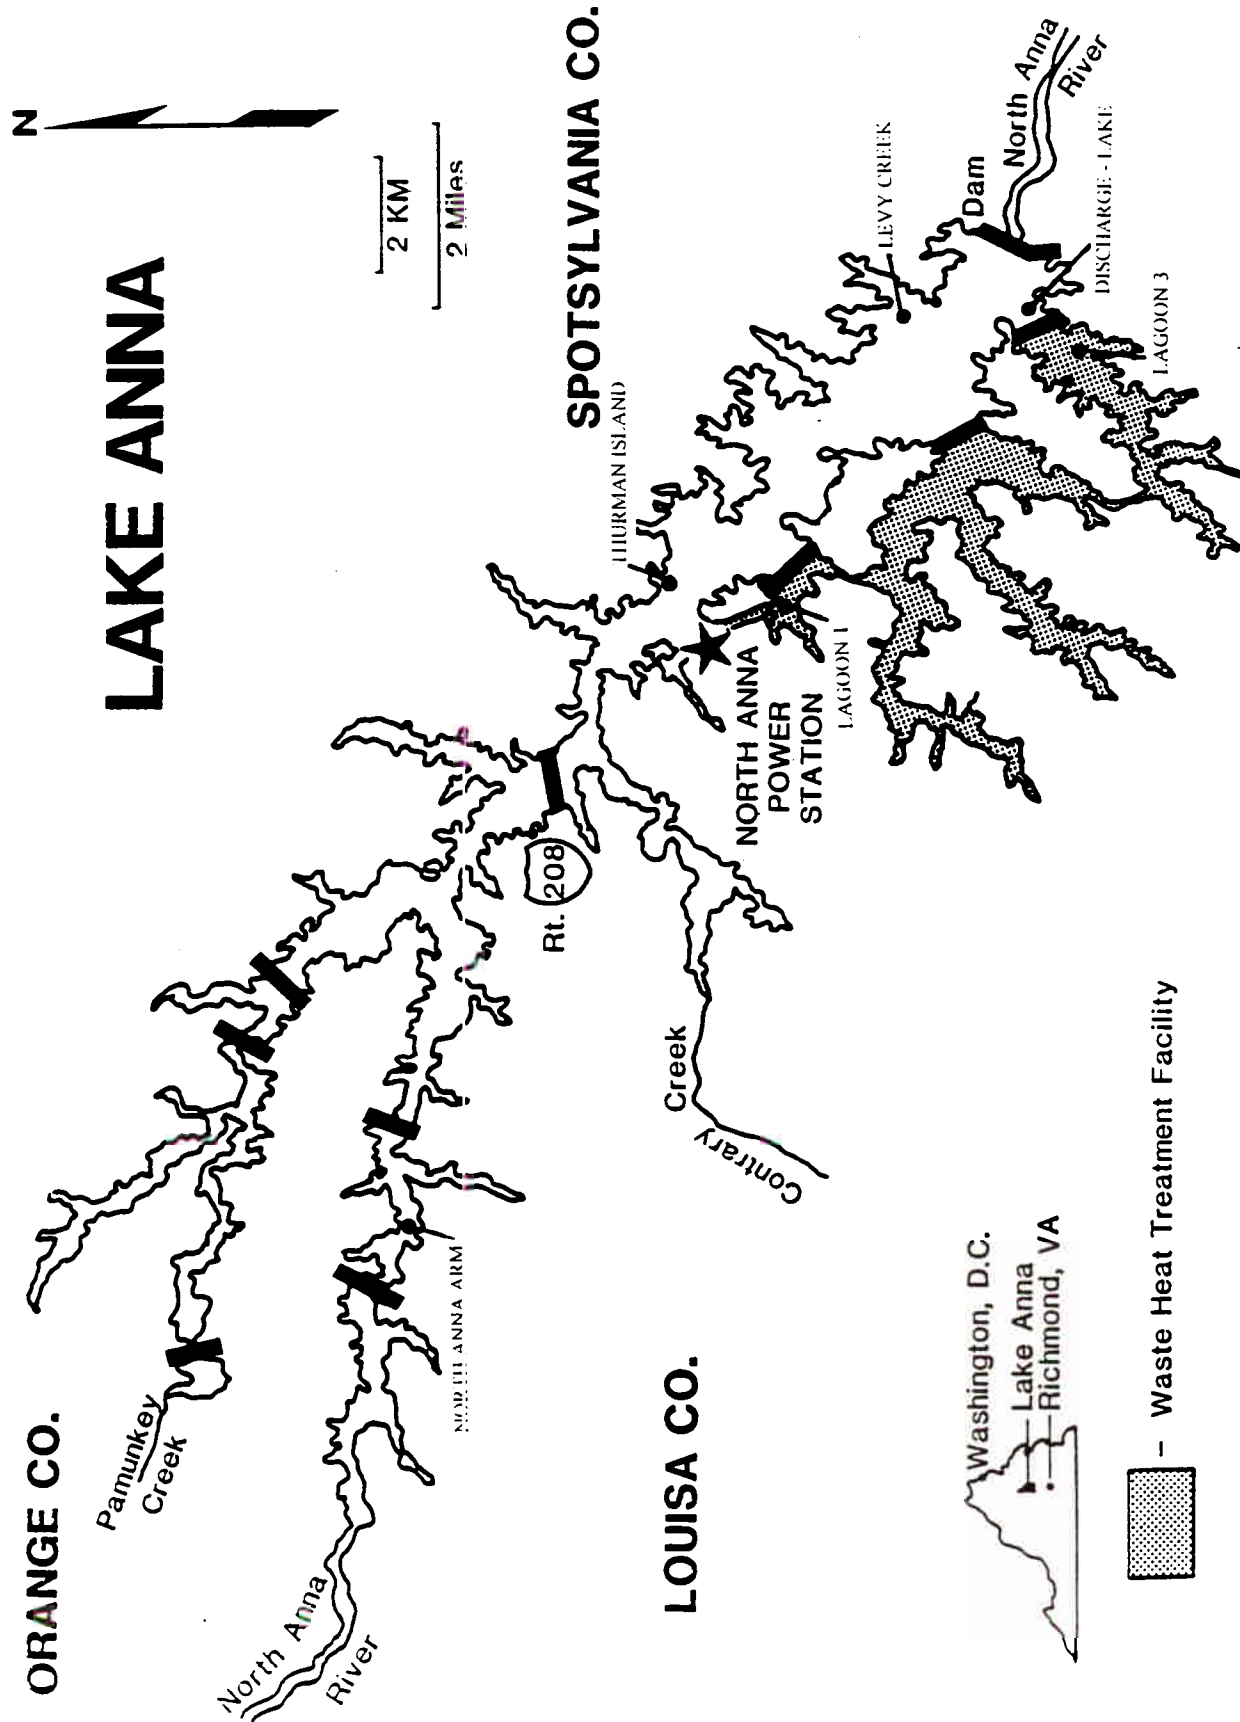 LAKE ANNA
N
2 KM
2 Miles
ORANGE CO.
SPOTSYLVANIA CO.
LOUISA CO.
Pamunkey
Creek
North Anna
River
NORTH ANNA ARM
Rt. 208
Contrary
Creek
THURMAN ISLAND
NORTH ANNA
POWER
STATION
LAGOON 1
LEVY CREEK
Dam
North Anna
River
DISCHARGE - LAKE
LAGOON 3
Washington, D.C.
Lake Anna
Richmond, VA
– Waste Heat Treatment Facility